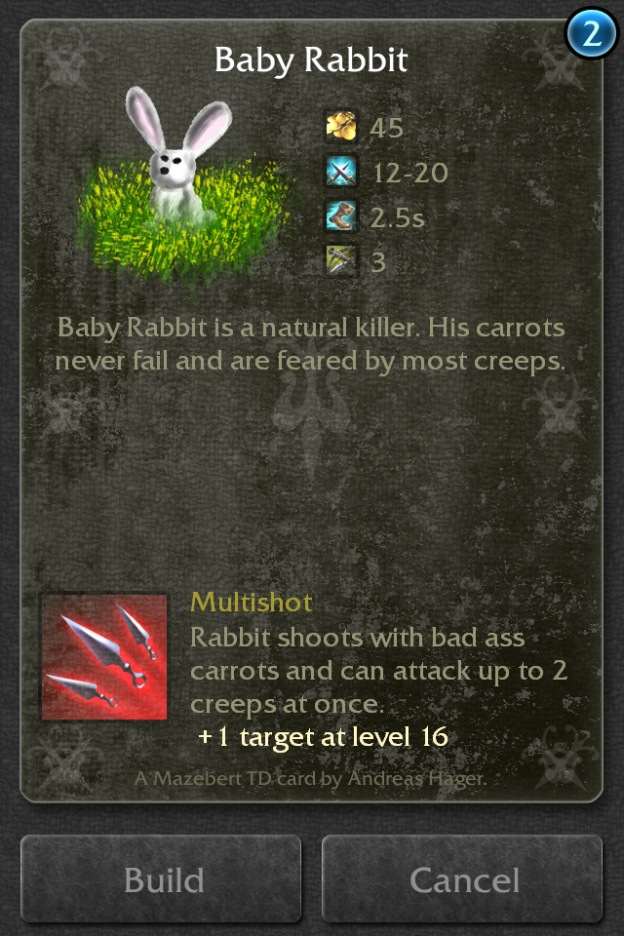 2
Baby Rabbit
45
12-20
2.5s
3
Baby Rabbit is a natural killer. His carrots
never fail and are feared by most creeps.
Multishot
Rabbit shoots with bad ass
carrots and can attack up to 2
creeps at once.
+1 target at level 16
A Mazebert TD card by Andreas Hager.
Build
Cancel